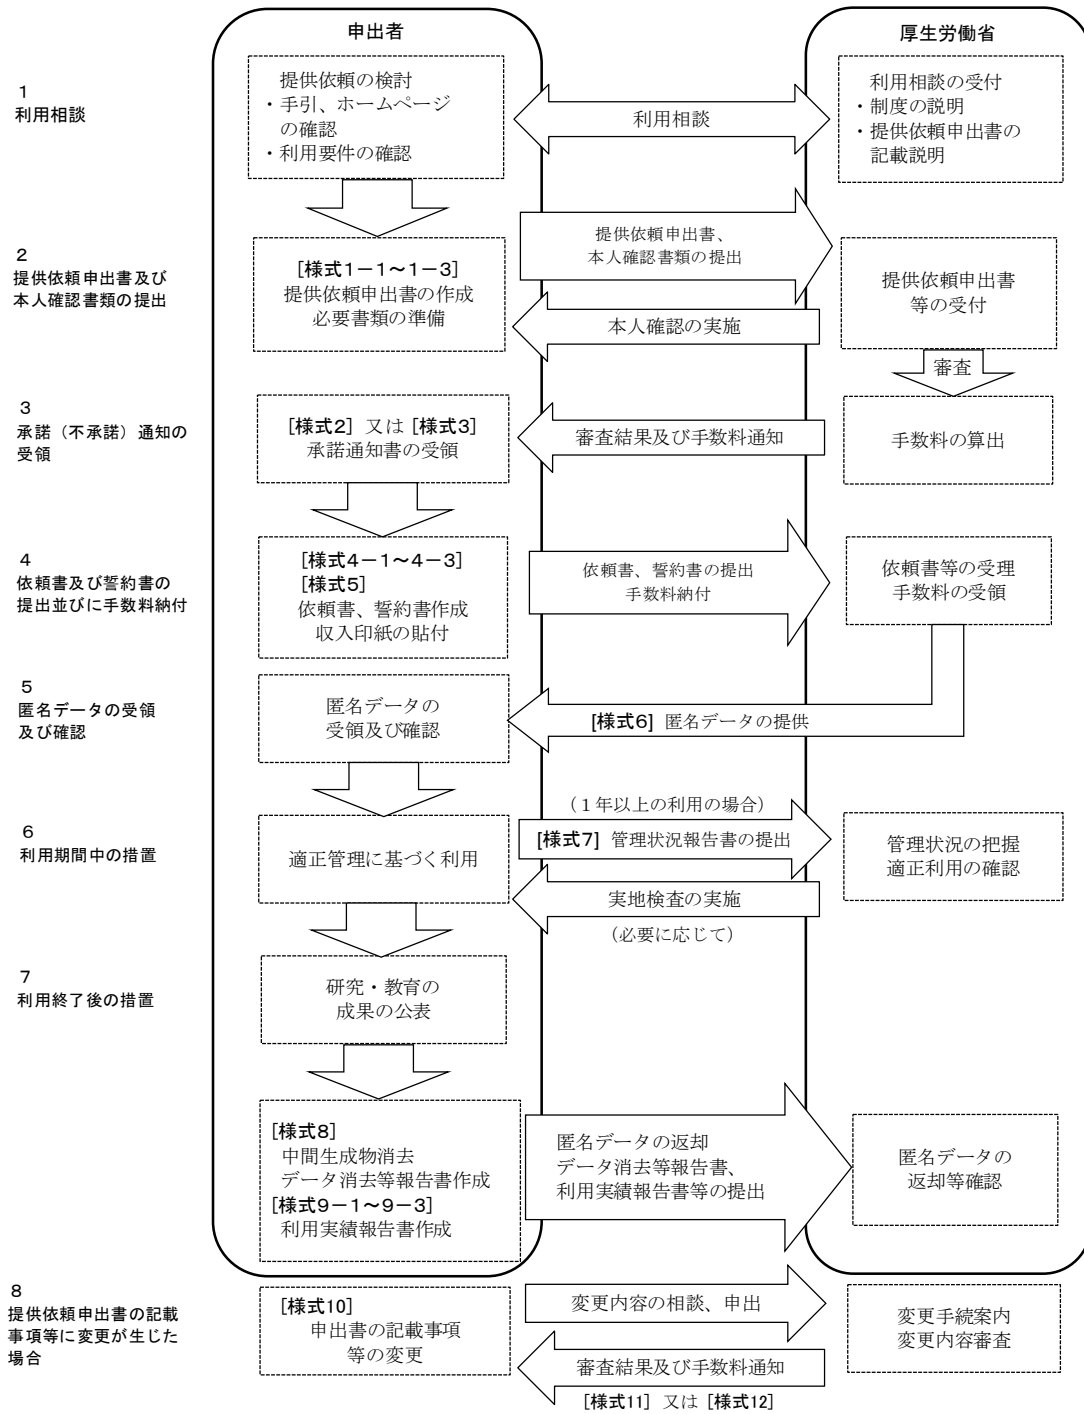 申出者
厚生労働省
1
利用相談
提供依頼の検討
・手引、ホームページ
の確認
・利用要件の確認
利用相談
利用相談の受付
・制度の説明
・提供依頼申出書の
記載説明
2
提供依頼申出書及び
本人確認書類の提出
[様式1－1～1－3]
提供依頼申出書の作成
必要書類の準備
提供依頼申出書、
本人確認書類の提出
本人確認の実施
提供依頼申出書
等の受付
審査
3
承諾（不承諾）通知の
受領
[様式2] 又は [様式3]
承諾通知書の受領
審査結果及び手数料通知
手数料の算出
4
依頼書及び誓約書の
提出並びに手数料納付
[様式4－1～4－3]
[様式5]
依頼書、誓約書作成
収入印紙の貼付
依頼書、誓約書の提出
手数料納付
依頼書等の受理
手数料の受領
5
匿名データの受領
及び確認
匿名データの
受領及び確認
[様式6] 匿名データの提供
6
利用期間中の措置
適正管理に基づく利用
（１年以上の利用の場合）
[様式7] 管理状況報告書の提出
実地検査の実施
（必要に応じて）
管理状況の把握
適正利用の確認
7
利用終了後の措置
研究・教育の
成果の公表
[様式8]
中間生成物消去
データ消去等報告書作成
[様式9－1～9－3]
利用実績報告書作成
匿名データの返却
データ消去等報告書、
利用実績報告書等の提出
匿名データの
返却等確認
8
提供依頼申出書の記載
事項等に変更が生じた
場合
[様式10]
申出書の記載事項
等の変更
変更内容の相談、申出
審査結果及び手数料通知
[様式11] 又は [様式12]
変更手続案内
変更内容審査